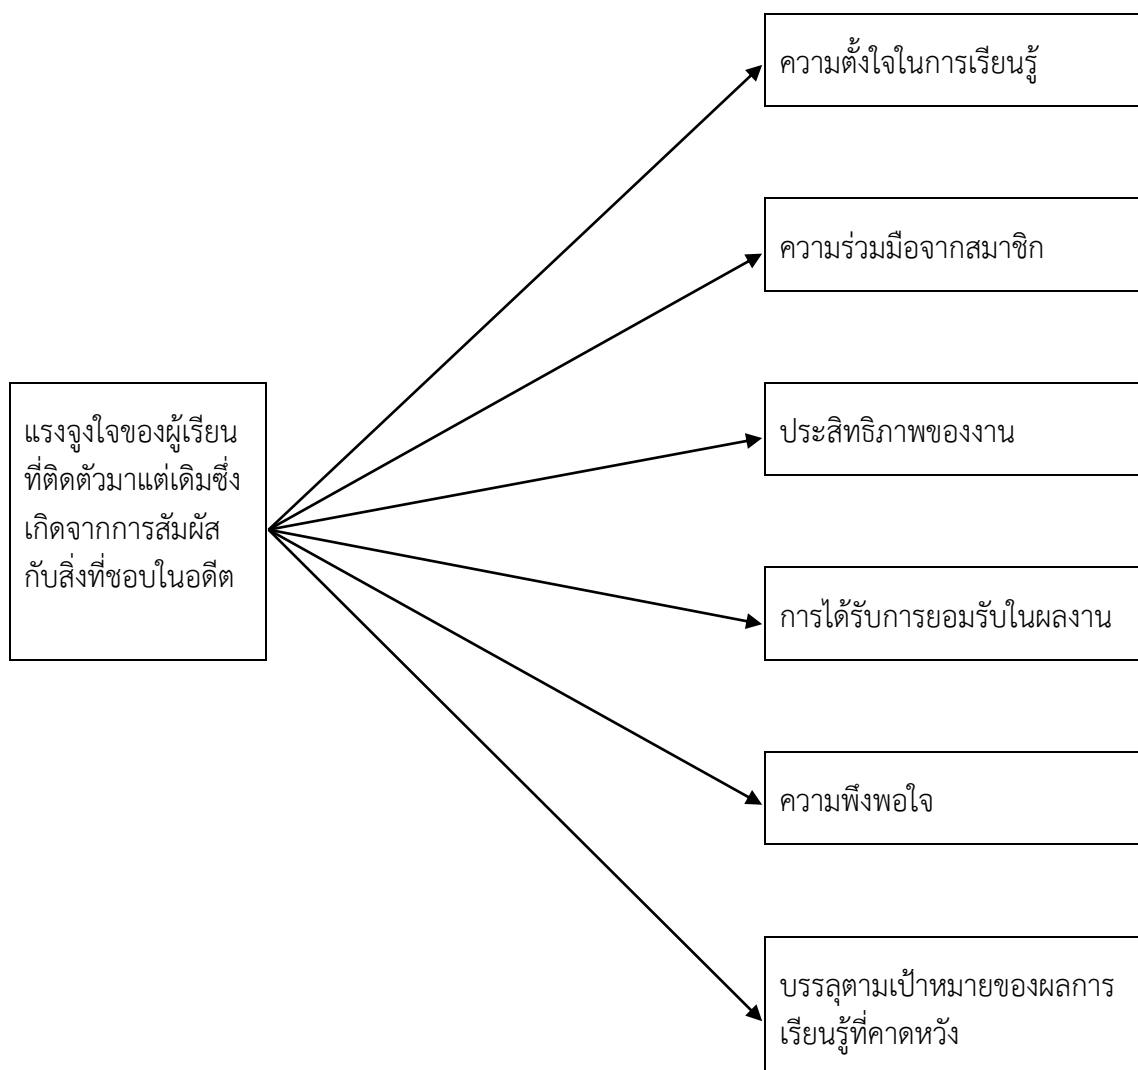 ความตั้งใจในการเรียนรู้
ความร่วมมือจากสมาชิก
แรงจูงใจของผู้เรียน
ที่ติดตัวมาแต่เดิมซึ่ง
เกิดจากการสัมผัส
กับสิ่งที่ชอบในอดีต
ประสิทธิภาพของงาน
การได้รับการยอมรับในผลงาน
ความพึงพอใจ
บรรลุตามเป้าหมายของผลการ
เรียนรู้ที่คาดหวัง